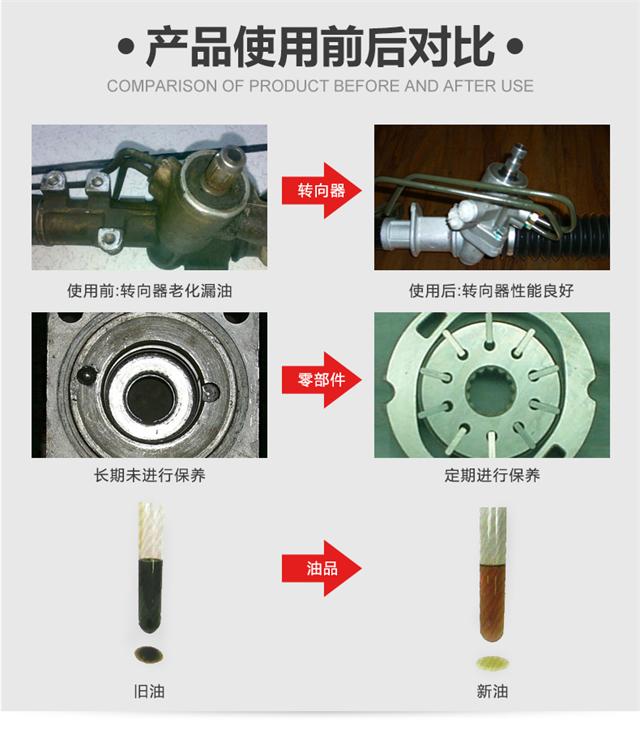 • 产品使用前后对比 •
COMPARISON OF PRODUCT BEFORE AND AFTER USE
转向器
使用前:转向器老化漏油
使用后:转向器性能良好
零部件
长期未进行保养
定期进行保养
油品
旧油
新油